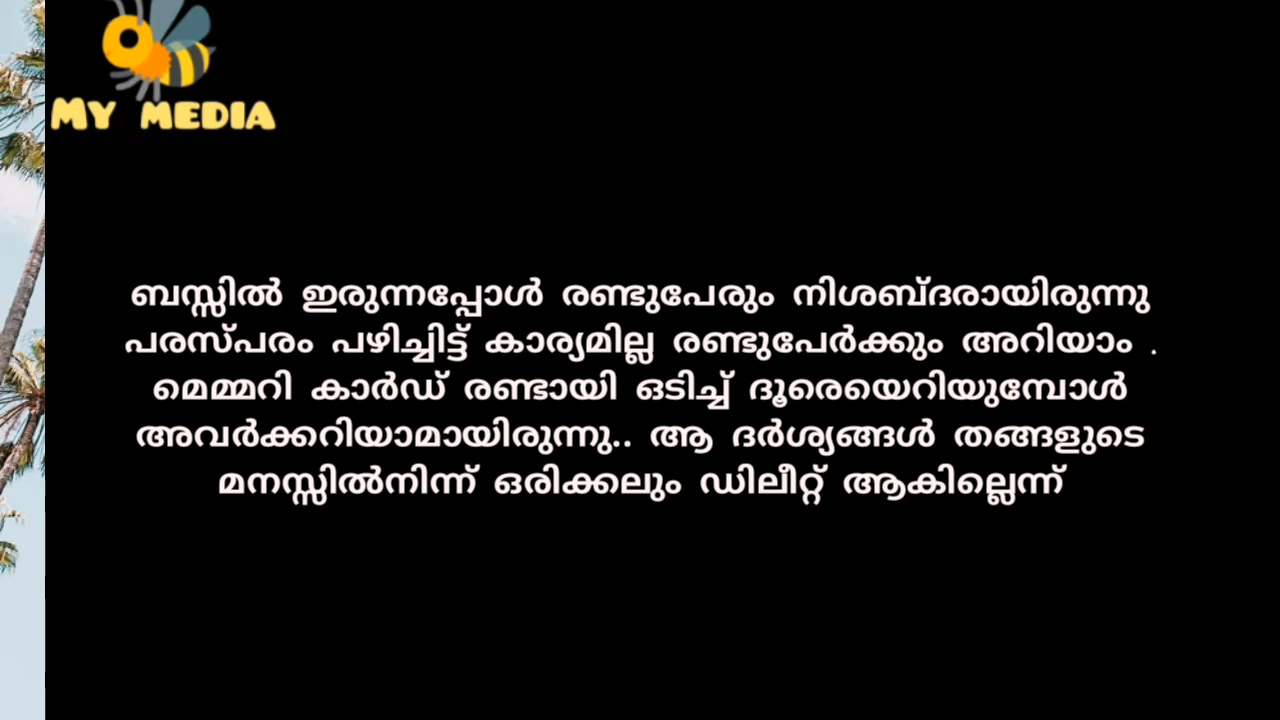 MY MEDIA
ബസ്സിൽ ഇരുന്നപ്പോൾ രണ്ടുപേരും നിശബ്ദരായിരുന്നു
പരസ്പരം പഴിച്ചിട്ട് കാര്യമില്ല രണ്ടുപേർക്കും അറിയാം .
മെമ്മറി കാർഡ് രണ്ടായി ഒടിച്ച് ദൂരെയെറിയുമ്പോൾ
അവർക്കറിയാമായിരുന്നു.. ആ ദർശ്യങ്ങൾ തങ്ങളുടെ
മനസ്സിൽനിന്ന് ഒരിക്കലും ഡിലീറ്റ് ആകില്ലെന്ന്